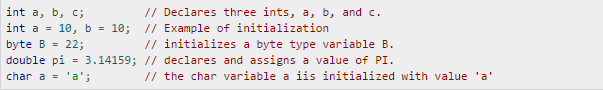 int a, b, c;         // Declares three ints, a, b, and c.
int a = 10, b = 10;  // Example of initialization
byte B = 22;         // initializes a byte type variable B.
double pi = 3.14159; // declares and assigns a value of PI.
char a = 'a';        // the char variable a iis initialized with value 'a'